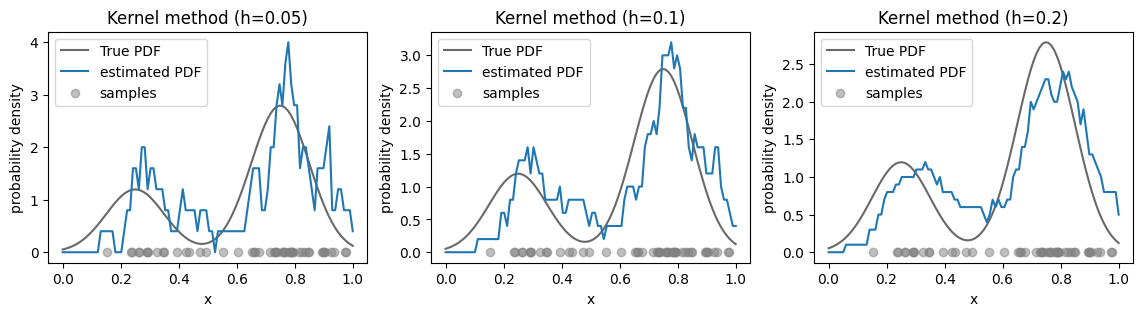 Kernel method (h=0.05)
True PDF
estimated PDF
samples
probability density
4
3
2
1
0
0.0 0.2 0.4 0.6 0.8 1.0
x
Kernel method (h=0.1)
True PDF
estimated PDF
samples
probability density
3.0
2.5
2.0
1.5
1.0
0.5
0.0
0.0 0.2 0.4 0.6 0.8 1.0
x
Kernel method (h=0.2)
True PDF
estimated PDF
samples
probability density
2.5
2.0
1.5
1.0
0.5
0.0
0.0 0.2 0.4 0.6 0.8 1.0
x